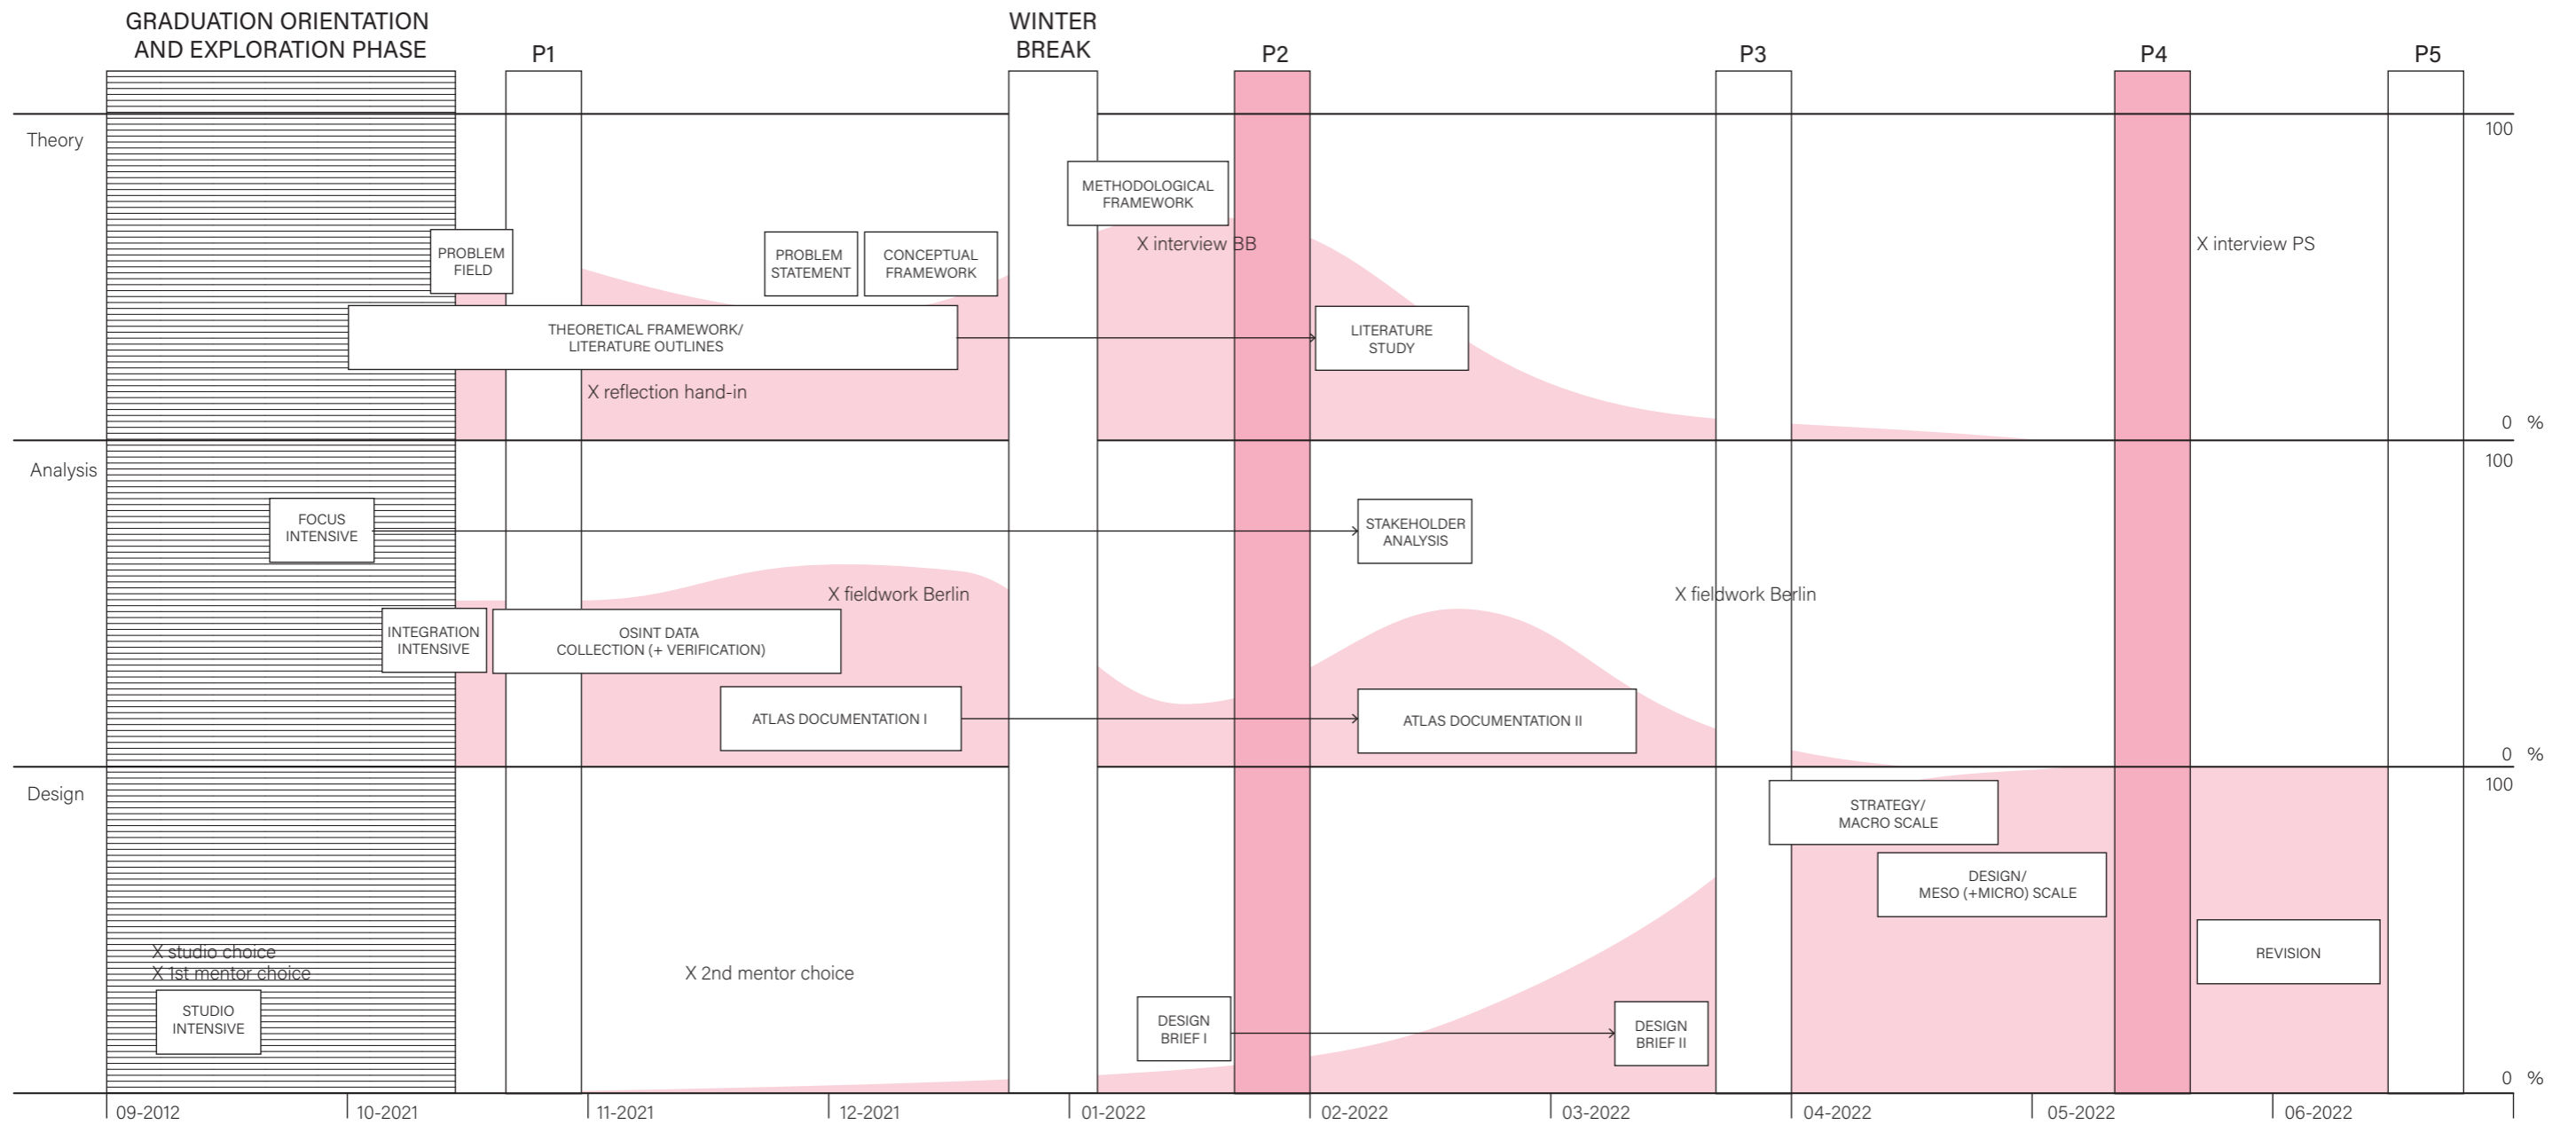 GRADUATION ORIENTATION
AND EXPLORATION PHASE
P1
WINTER
BREAK
P2
P3
P4
P5
Theory
100
METHODOLOGICAL
FRAMEWORK
PROBLEM
FIELD
PROBLEM
STATEMENT
CONCEPTUAL
FRAMEWORK
X interview BB
X interview PS
THEORETICAL FRAMEWORK/
LITERATURE OUTLINES
LITERATURE
STUDY
X reflection hand-in
0 %
Analysis
100
FOCUS
INTENSIVE
STAKEHOLDER
ANALYSIS
X fieldwork Berlin
X fieldwork Berlin
INTEGRATION
INTENSIVE
OSINT DATA
COLLECTION (+ VERIFICATION)
ATLAS DOCUMENTATION I
ATLAS DOCUMENTATION II
0 %
Design
100
STRATEGY/
MACRO SCALE
DESIGN/
MESO (+MICRO) SCALE
X studio choice
X 1st mentor choice
X 2nd mentor choice
REVISION
STUDIO
INTENSIVE
DESIGN
BRIEF I
DESIGN
BRIEF II
0 %
09-2012
10-2021
11-2021
12-2021
01-2022
02-2022
03-2022
04-2022
05-2022
06-2022